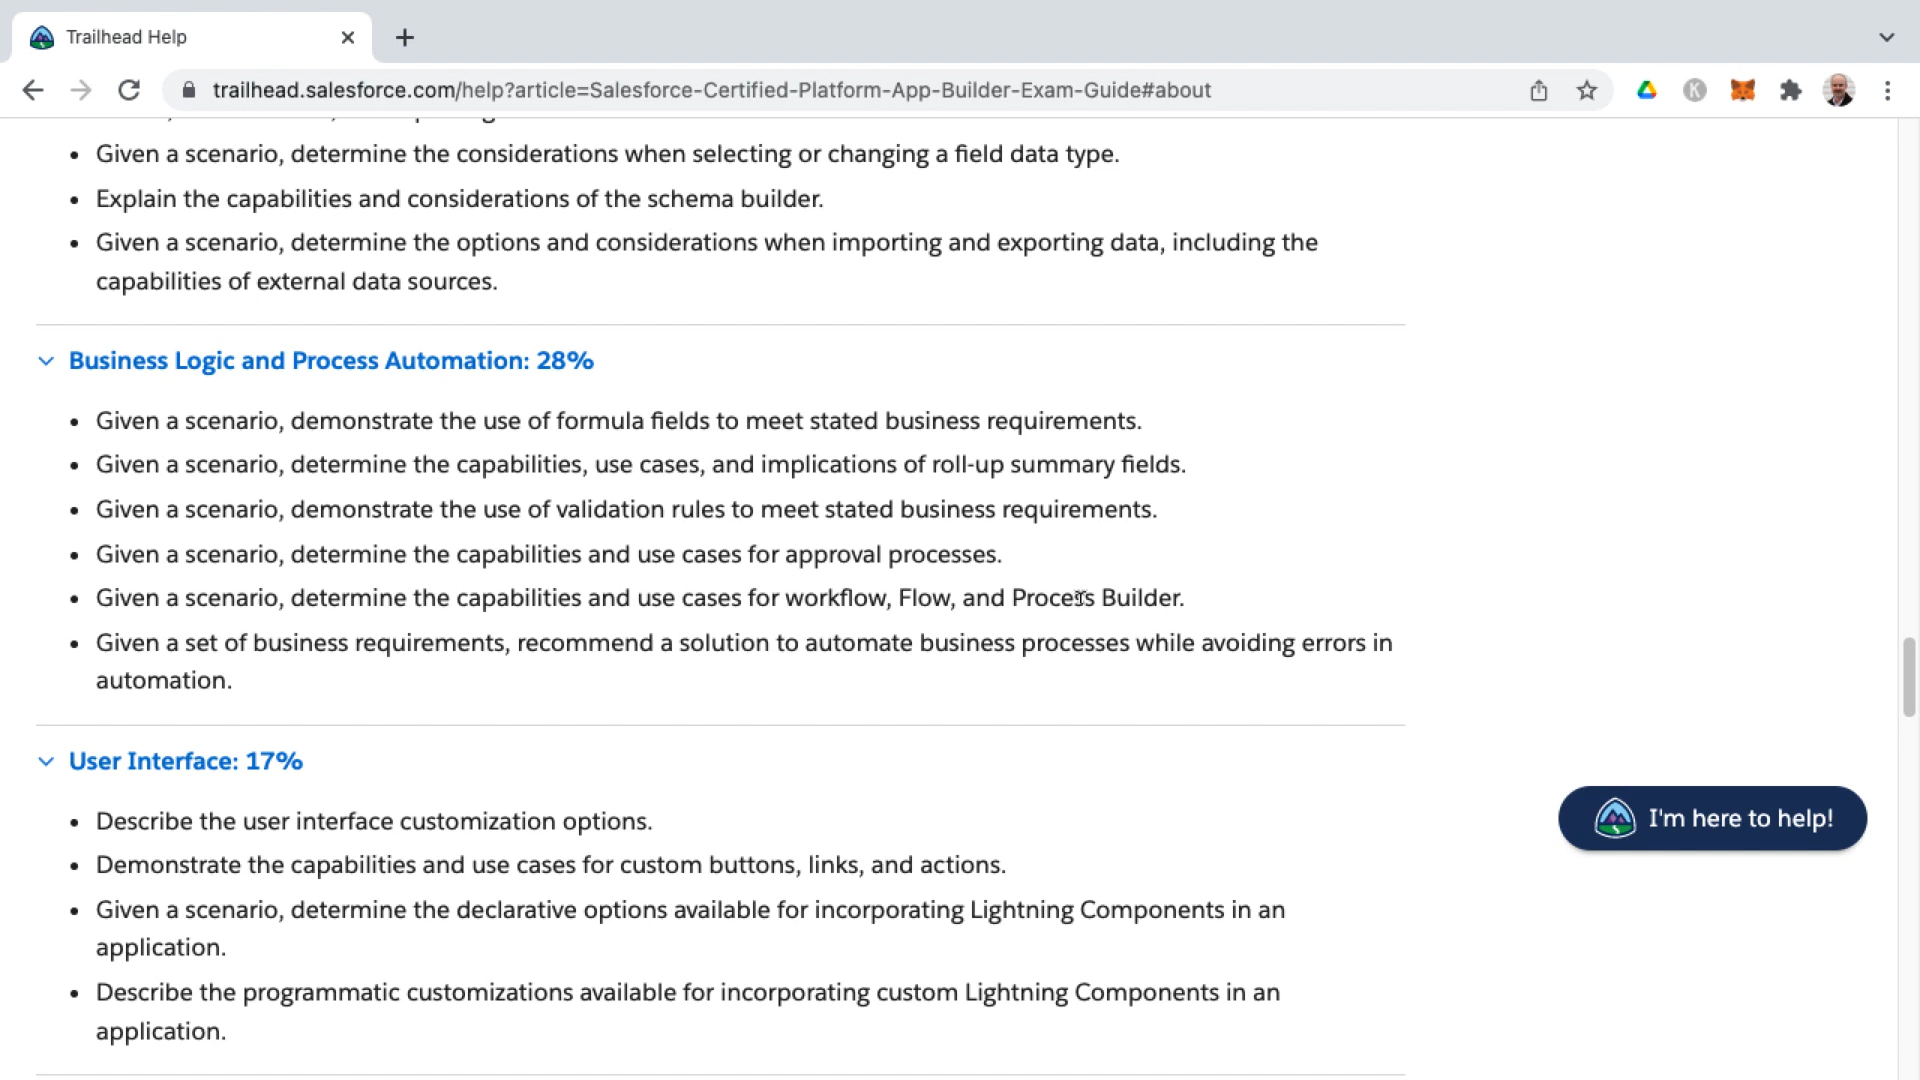 Trailhead Help
trailhead.salesforce.com/help?article=Salesforce-Certified-Platform-App-Builder-Exam-Guide#about
K
• Given a scenario, determine the considerations when selecting or changing a field data type.
• Explain the capabilities and considerations of the schema builder.
• Given a scenario, determine the options and considerations when importing and exporting data, including the
capabilities of external data sources.
Business Logic and Process Automation: 28%
• Given a scenario, demonstrate the use of formula fields to meet stated business requirements.
• Given a scenario, determine the capabilities, use cases, and implications of roll-up summary fields.
• Given a scenario, demonstrate the use of validation rules to meet stated business requirements.
• Given a scenario, determine the capabilities and use cases for approval processes.
• Given a scenario, determine the capabilities and use cases for workflow, Flow, and Process Builder.
• Given a set of business requirements, recommend a solution to automate business processes while avoiding errors in
automation.
User Interface: 17%
• Describe the user interface customization options.
• Demonstrate the capabilities and use cases for custom buttons, links, and actions.
• Given a scenario, determine the declarative options available for incorporating Lightning Components in an
application.
• Describe the programmatic customizations available for incorporating custom Lightning Components in an
application.
I'm here to help!